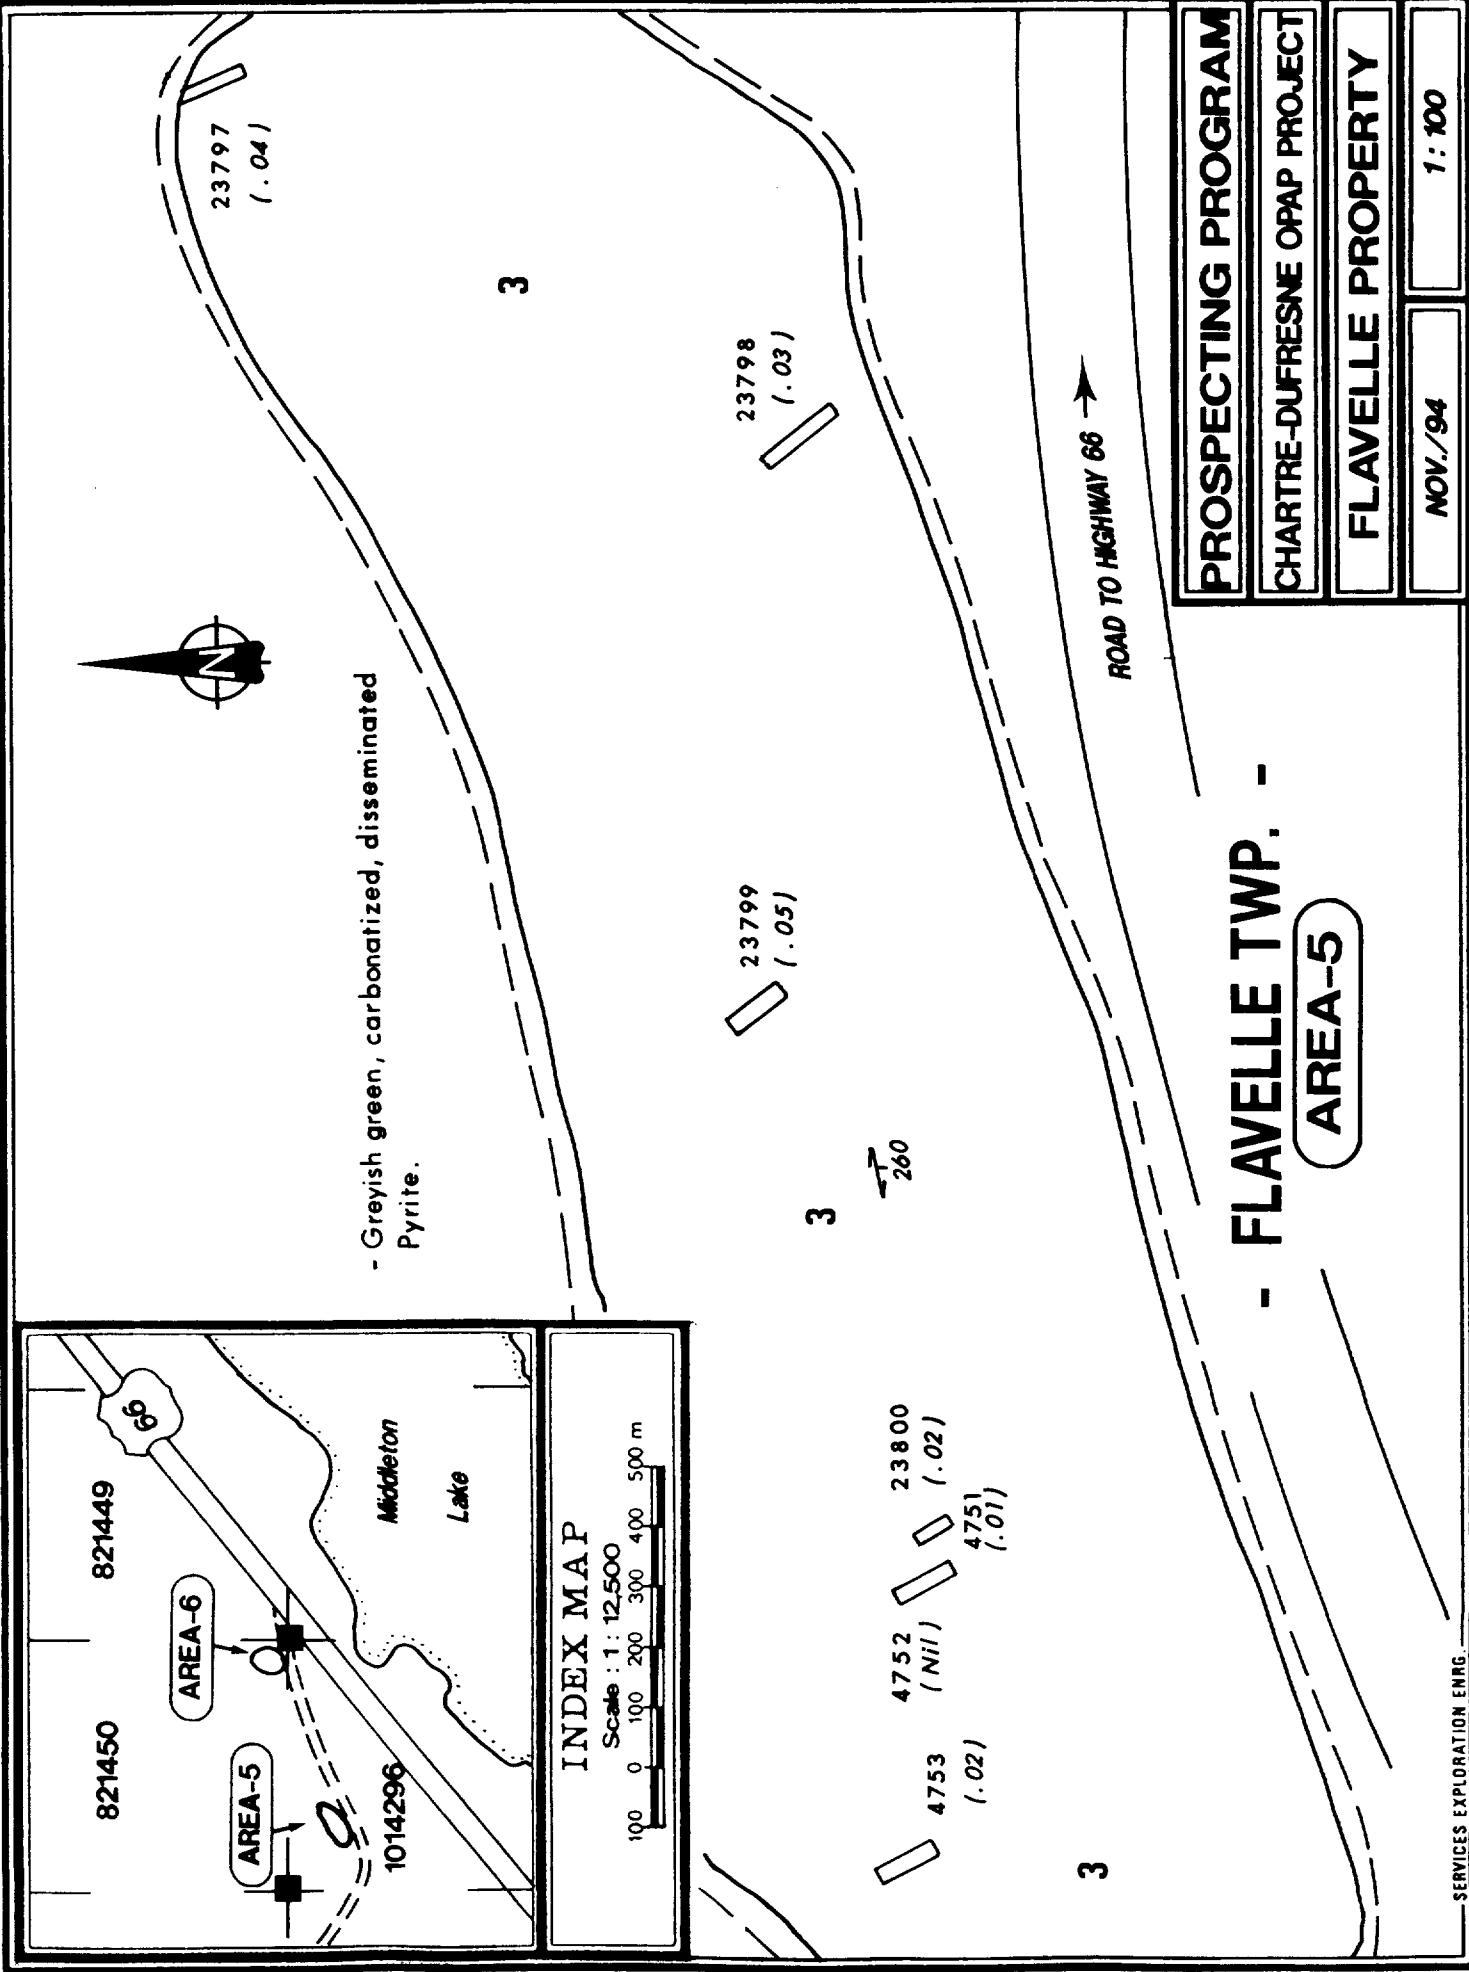 821450
821449
66
AREA-6
AREA-5
1014296
Middleton
Lake
INDEX MAP
Scale : 1 : 12,500
100 0 100 200 300 400 500 m
N
- Greyish green, carbonatized, disseminated
Pyrite.
23797
(.04)
3
23798
(.03)
23799
(.05)
260
3
23800
(.02)
4751
(.01)
4752
(Nil)
4753
(.02)
3
ROAD TO HIGHWAY 66
- FLAVELLE TWP. -
AREA-5
PROSPECTING PROGRAM
CHARTRE-DUFRESNE OPAP PROJECT
FLAVELLE PROPERTY
NOV./94
1: 100
SERVICES EXPLORATION ENRG.